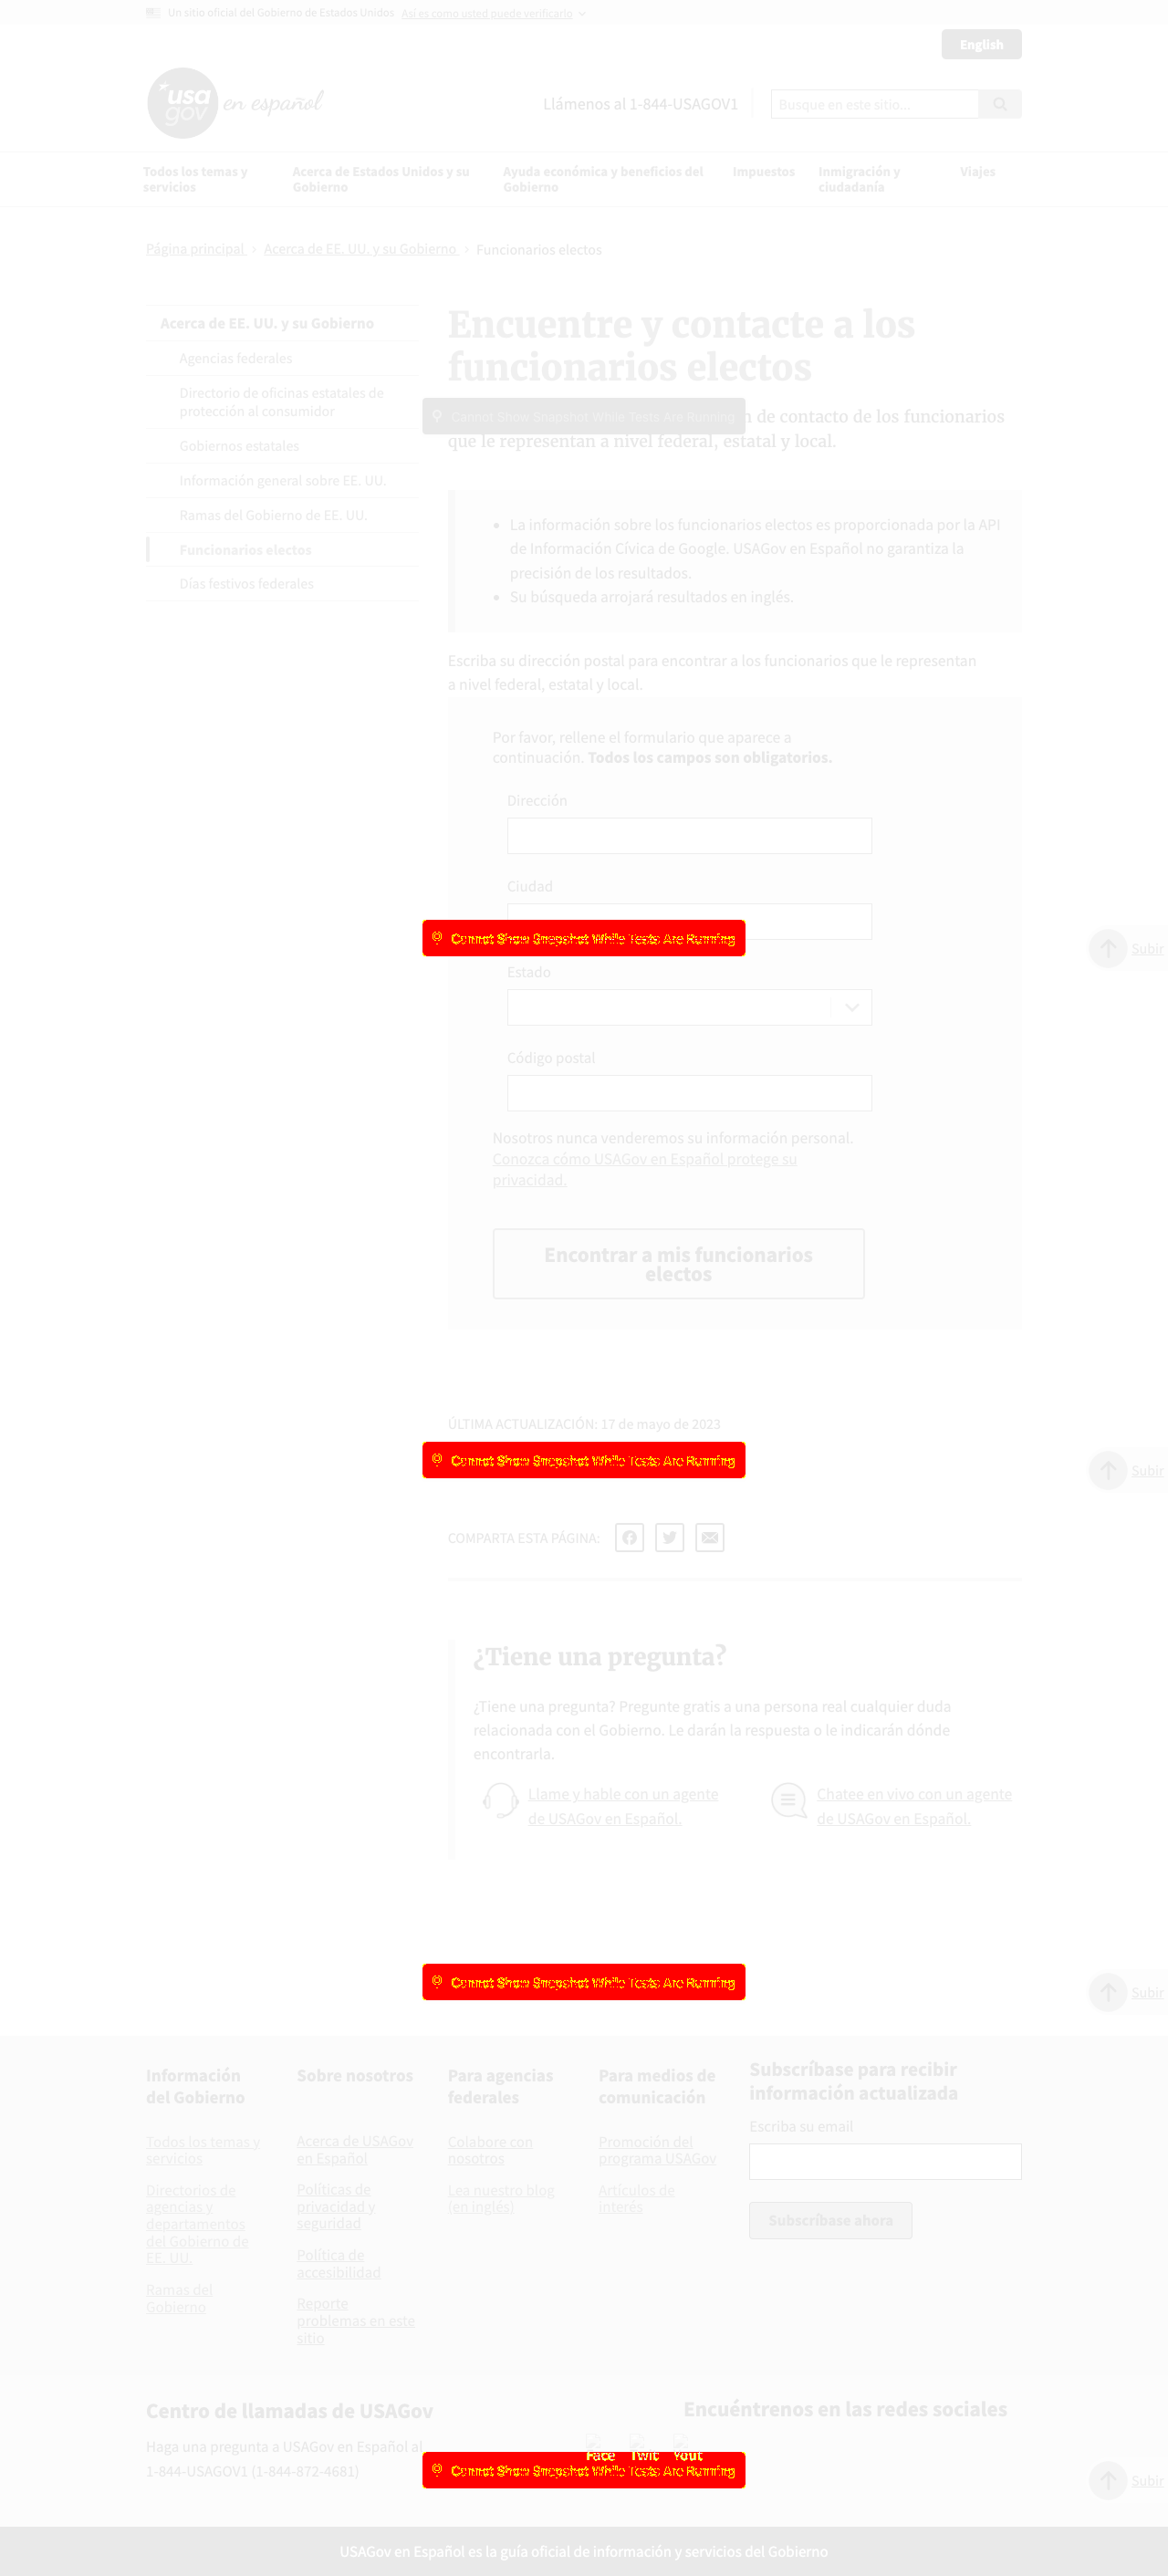 Un sitio oficial del Gobierno de Estados Unidos Así es como usted puede verificarlo
English
usa gov en español
Llámenos al 1-844-USAGOV1
Busque en este sitio...
Todos los temas y servicios
Acerca de Estados Unidos y su Gobierno
Ayuda económica y beneficios del Gobierno
Impuestos
Inmigración y ciudadanía
Viajes
Página principal
Acerca de EE. UU. y su Gobierno
Funcionarios electos
Acerca de EE. UU. y su Gobierno
Agencias federales
Directorio de oficinas estatales de
protección al consumidor
Gobiernos estatales
Información general sobre EE. UU.
Ramas del Gobierno de EE. UU.
Funcionarios electos
Días festivos federales
Encuentre y contacte a los
funcionarios electos
Cannot Show Snapshot While Tests Are Running
de contacto de los funcionarios
que le representan a nivel federal, estatal y local.
La información sobre los funcionarios electos es proporcionada por la API
de Información Cívica de Google. USAGov en Español no garantiza la
precisión de los resultados.
Su búsqueda arrojará resultados en inglés.
Escriba su dirección postal para encontrar a los funcionarios que le representan
a nivel federal, estatal y local.
Por favor, rellene el formulario que aparece a
continuación. Todos los campos son obligatorios.
Dirección
Ciudad
Cannot Show Snapshot While Tests Are Running
Subir
Estado
Código postal
Nosotros nunca venderemos su información personal.
Conozca cómo USAGov en Español protege su
privacidad.
Encontrar a mis funcionarios
electos
ÚLTIMA ACTUALIZACIÓN: 17 de mayo de 2023
Cannot Show Snapshot While Tests Are Running
Subir
COMPARTA ESTA PÁGINA:
¿Tiene una pregunta?
¿Tiene una pregunta? Pregunte gratis a una persona real cualquier duda
relacionada con el Gobierno. Le darán la respuesta o le indicarán dónde
encontrarla.
Llame y hable con un agente
de USAGov en Español.
Chatee en vivo con un agente
de USAGov en Español.
Cannot Show Snapshot While Tests Are Running
Subir
Información
del Gobierno
Todos los temas y
servicios
Directorios de
agencias y
departamentos
del Gobierno de
EE. UU.
Ramas del
Gobierno
Sobre nosotros
Acerca de USAGov
en Español
Políticas de
privacidad y
seguridad
Política de
accesibilidad
Reporte
problemas en este
sitio
Para agencias
federales
Colabore con
nosotros
Lea nuestro blog
(en inglés)
Para medios de
comunicación
Promoción del
programa USAGov
Artículos de
interés
Suscríbase para recibir
información actualizada
Escriba su email
Suscríbase ahora
Centro de llamadas de USAGov
Haga una pregunta a USAGov en Español al
1-844-USAGOV1 (1-844-872-4681)
Encuéntrenos en las redes sociales
Face Twit Yout
Cannot Show Snapshot While Tests Are Running
Subir
USAGov en Español es la guía oficial de información y servicios del Gobierno